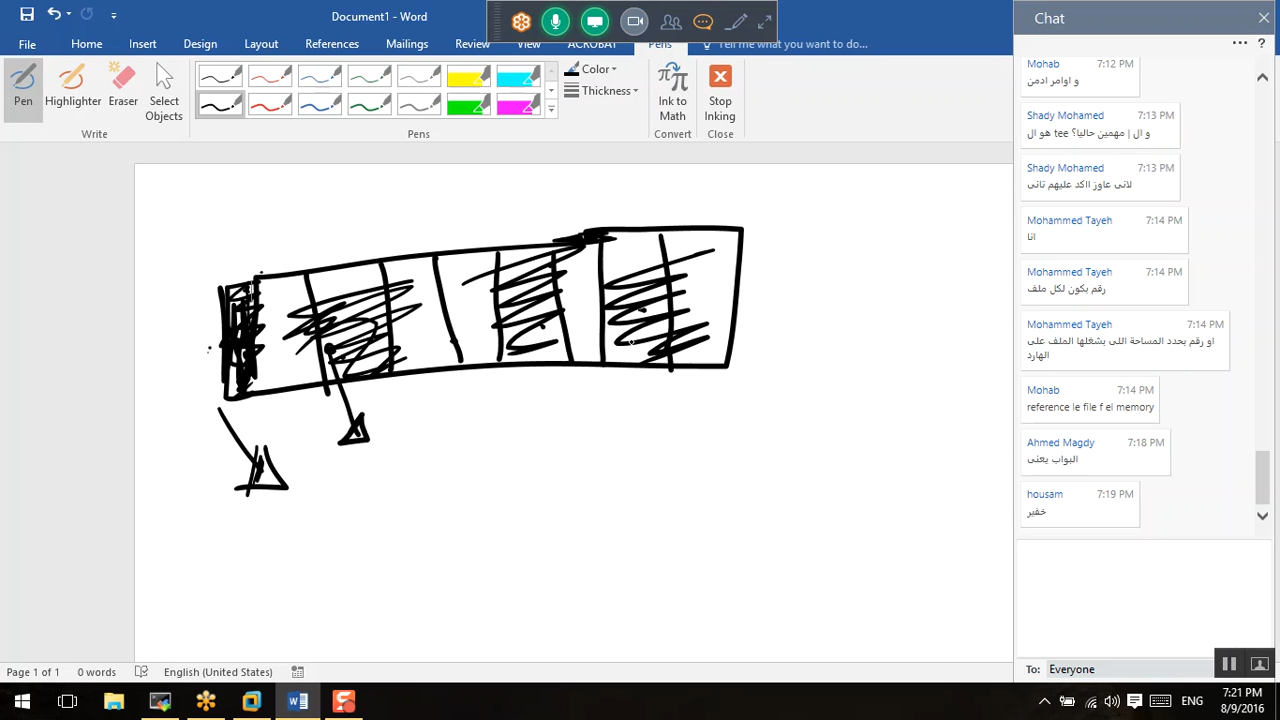 Document1 - Word
File
Home
Insert
Design
Layout
References
Mailings
Review
View
ACROBAT
Pens
Tell me what you want to do...
Pen
Highlighter
Eraser
Select
Objects
Color
Thickness
Ink to
Math
Stop
Inking
Write
Pens
Convert
Close
Chat
Mohab 7:12 PM
و اوامر ادمن
Shady Mohamed 7:13 PM
و ال | مهمين حاليا؟ tee هو ال
Shady Mohamed 7:13 PM
لانى عاوز ااكد عليهم تانى
Mohammed Tayeh 7:14 PM
انا
Mohammed Tayeh 7:14 PM
رقم بكون لكل ملف
Mohammed Tayeh 7:14 PM
او رقم يحدد المساحة اللى بشغلها الملف على
الهارد
Mohab 7:14 PM
reference le file f el memory
Ahmed Magdy 7:18 PM
البواب يعنى
housam 7:19 PM
خفير
To: Everyone
Page 1 of 1 0 words English (United States)
ENG
7:21 PM
8/9/2016